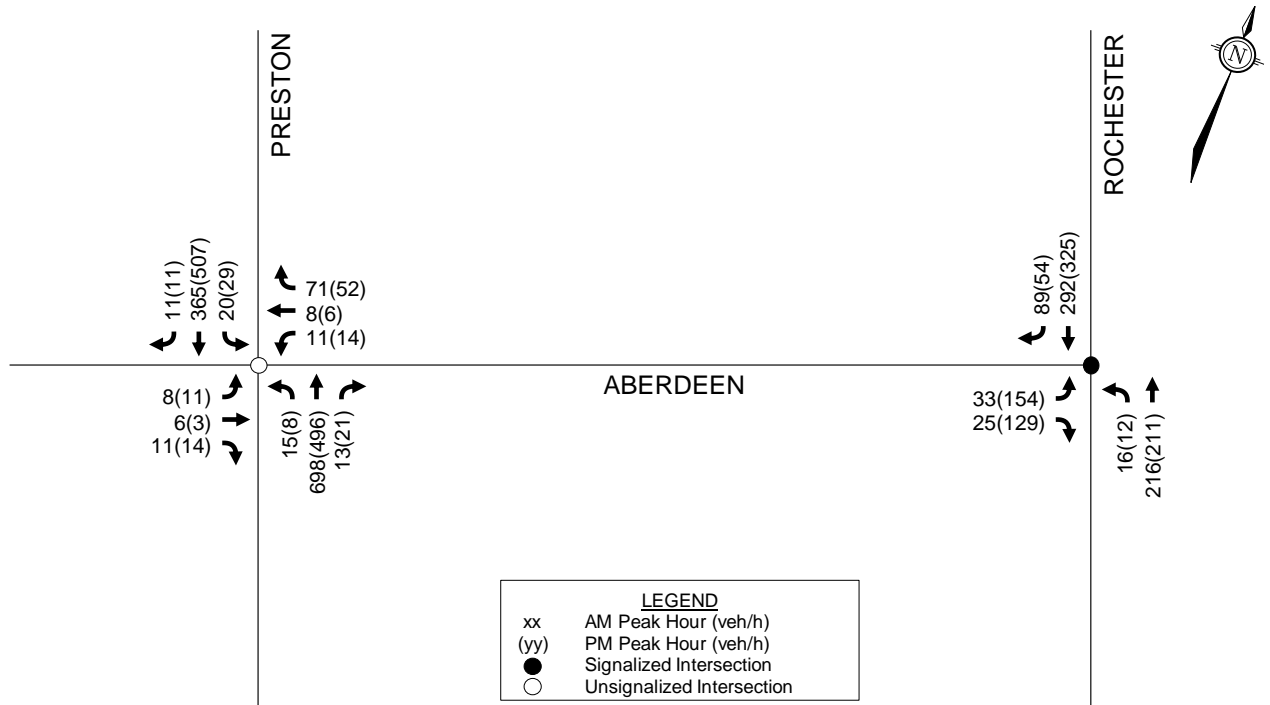 PRESTON
ROCHESTER
N
11(11)
365(507)
20(29)
71(52)
8(6)
11(14)
89(54)
292(325)
ABERDEEN
8(11)
6(3)
11(14)
15(8)
698(496)
13(21)
33(154)
25(129)
16(12)
216(211)
LEGEND
xx AM Peak Hour (veh/h)
(yy) PM Peak Hour (veh/h)
Signalized Intersection
Unsignalized Intersection